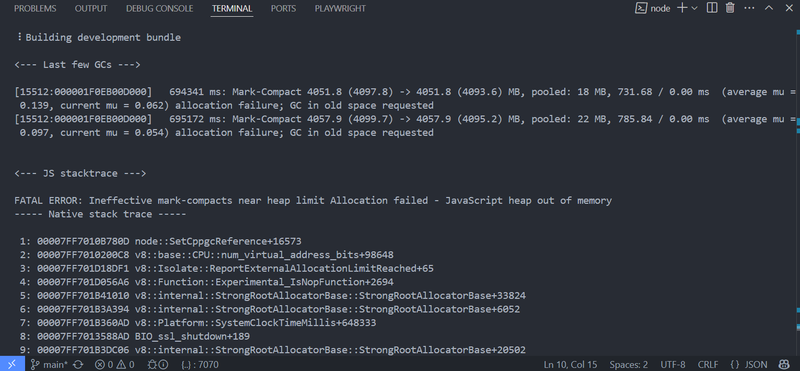 PROBLEMS OUTPUT DEBUG CONSOLE TERMINAL PORTS PLAYWRIGHT node
Building development bundle
<--- Last few GCs --->
[15512:000001F0EB00D000] 694341 ms: Mark-Compact 4051.8 (4097.8) -> 4051.8 (4093.6) MB, pooled: 18 MB, 731.68 / 0.00 ms (average mu =
0.139, current mu = 0.062) allocation failure; GC in old space requested
[15512:000001F0EB00D000] 695172 ms: Mark-Compact 4057.9 (4099.7) -> 4057.9 (4095.2) MB, pooled: 22 MB, 785.84 / 0.00 ms (average mu =
0.097, current mu = 0.054) allocation failure; GC in old space requested
<--- JS stacktrace --->
FATAL ERROR: Ineffective mark-compacts near heap limit Allocation failed - JavaScript heap out of memory
----- Native stack trace -----
1: 00007FF7010B780D node::SetCppgcReference+16573
2: 00007FF7010200C8 v8::base::CPU::num_virtual_address_bits+98648
3: 00007FF701D18DF1 v8::Isolate::ReportExternalAllocationLimitReached+65
4: 00007FF701D056A6 v8::Function::Experimental_IsNopFunction+2694
5: 00007FF701B41010 v8::internal::StrongRootAllocatorBase::StrongRootAllocatorBase+33824
6: 00007FF701B3A394 v8::internal::StrongRootAllocatorBase::StrongRootAllocatorBase+6052
7: 00007FF701B360AD v8::Platform::SystemClockTimeMillis+648333
8: 00007FF7013588AD BIO_ssl_shutdown+189
9: 00007FF701B3DC06 v8::internal::StrongRootAllocatorBase::StrongRootAllocatorBase+20502
main* 0 0 {..} : 7070 Ln 10, Col 15 Spaces: 2 UTF-8 CRLF {} JSON